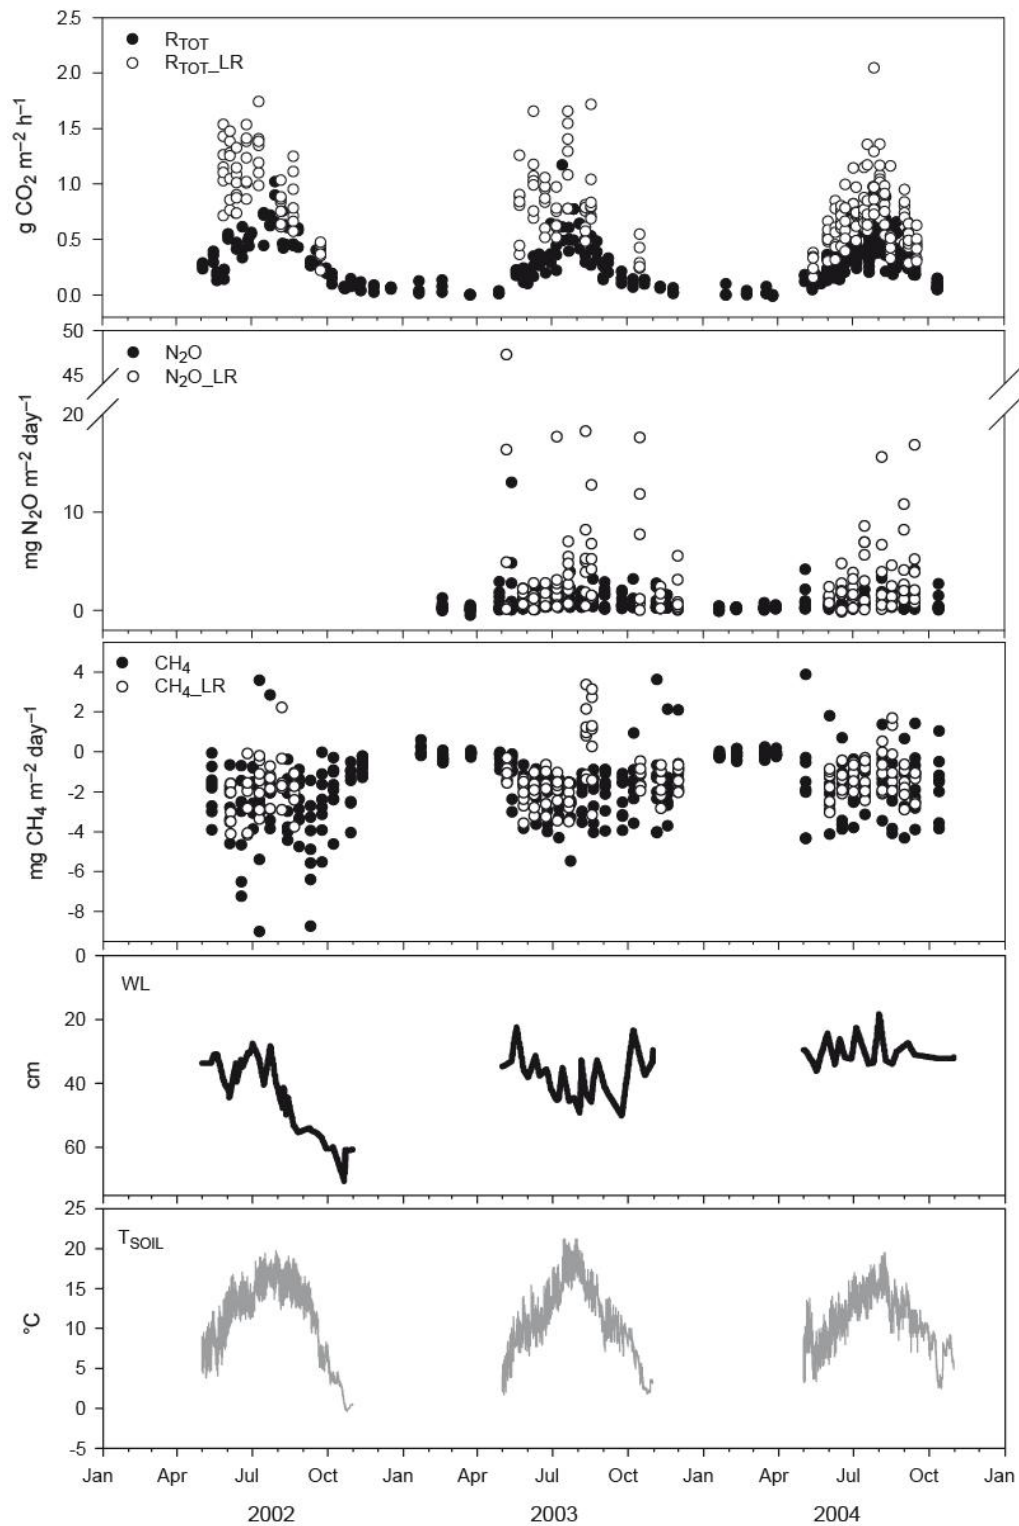 2.5
2.0
1.5
1.0
0.5
0.0
g CO₂ m⁻² h⁻¹
R_TOT
R_TOT_LR
50
45
20
10
0
mg N₂O m⁻² day⁻¹
N₂O
N₂O_LR
4
2
0
-2
-4
-6
-8
mg CH₄ m⁻² day⁻¹
CH₄
CH₄_LR
0
20
40
60
cm
WL
25
20
15
10
5
0
-5
°C
T_SOIL
Jan Apr Jul Oct Jan Apr Jul Oct Jan Apr Jul Oct Jan
2002 2003 2004